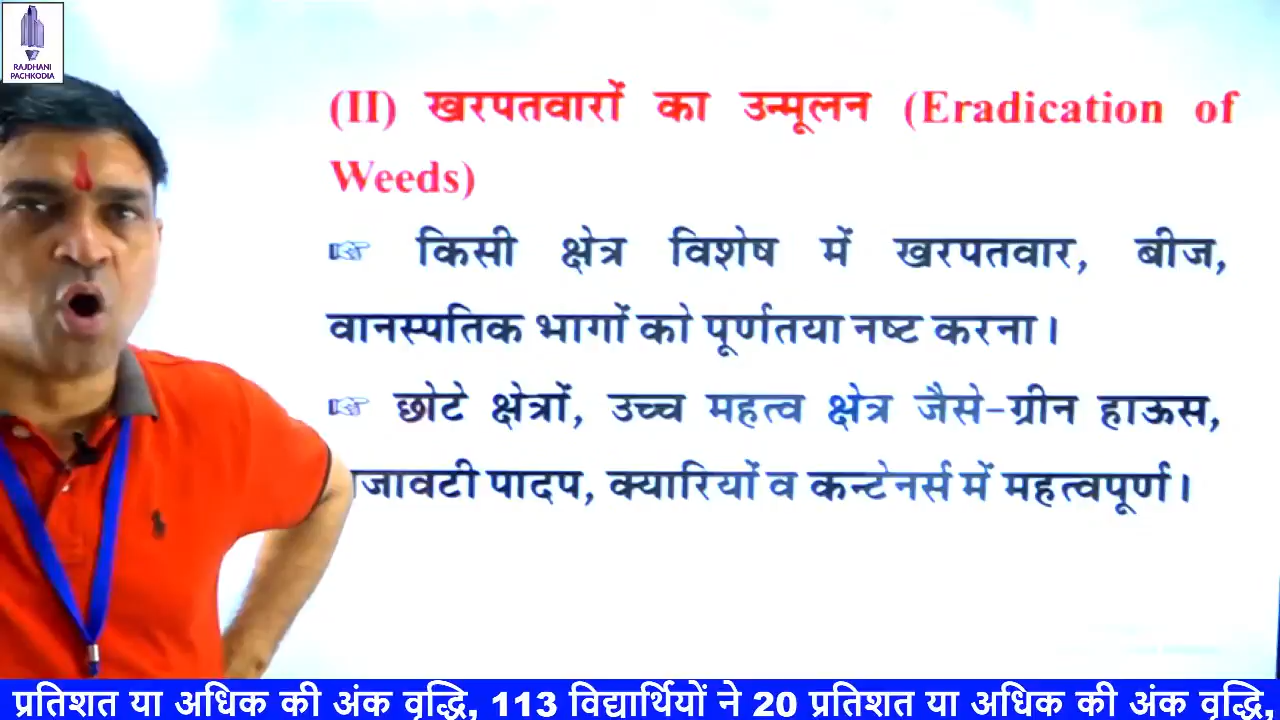 RAJDHANI
PACHKODIA
(II) खरपतवारों का उन्मूलन (Eradication of
Weeds)
☞ किसी क्षेत्र विशेष में खरपतवार, बीज,
वानस्पतिक भागों को पूर्णतया नष्ट करना।
☞ छोटे क्षेत्रों, उच्च महत्व क्षेत्र जैसे-ग्रीन हाऊस,
पादप, क्यारियों व कन्टेनर्स में महत्वपूर्ण।
प्रतिशत या अधिक की अंक वृद्धि, 113 विद्यार्थियों ने 20 प्रतिशत या अधिक की अंक वृद्धि,